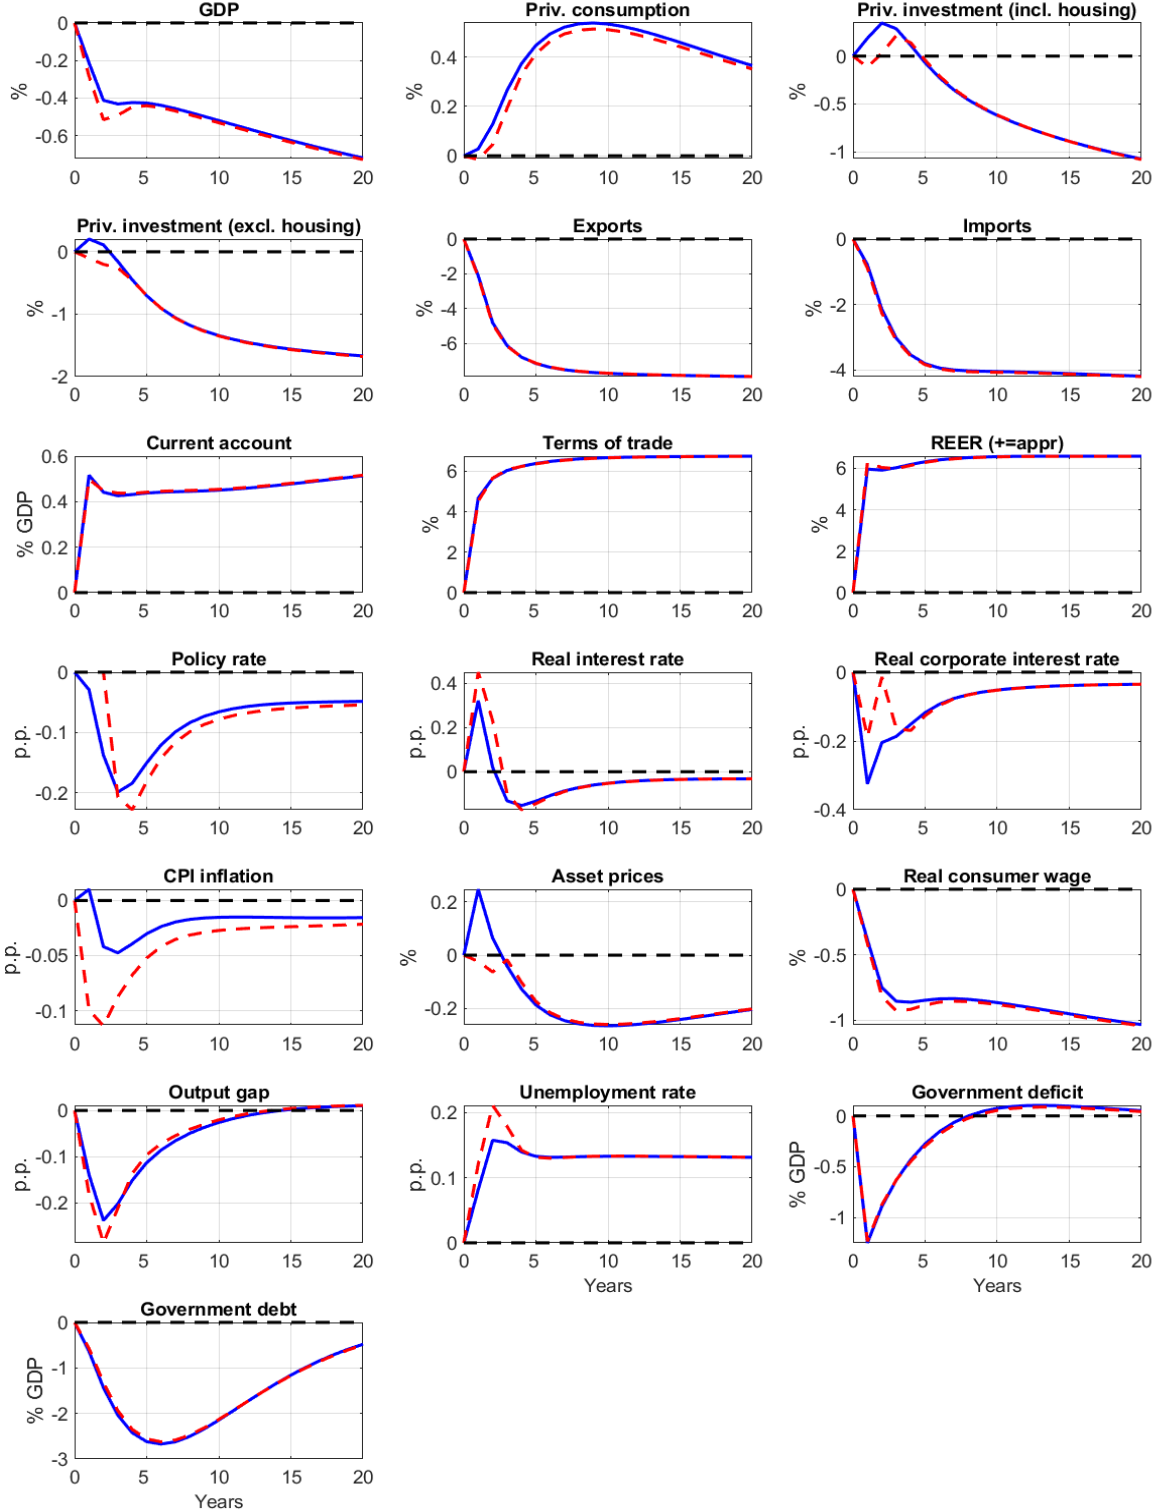 GDP
0
-0.2
-0.4
-0.6
%
0 5 10 15 20
Priv. consumption
0.4
0.2
0
%
0 5 10 15 20
Priv. investment (incl. housing)
0
-0.5
-1
%
0 5 10 15 20
Priv. investment (excl. housing)
0
-1
-2
%
0 5 10 15 20
Exports
0
-2
-4
-6
%
0 5 10 15 20
Imports
0
-2
-4
%
0 5 10 15 20
Current account
0.6
0.4
0.2
0
% GDP
0 5 10 15 20
Terms of trade
6
4
2
0
%
0 5 10 15 20
REER (+=appr)
6
4
2
0
%
0 5 10 15 20
Policy rate
0
-0.1
-0.2
p.p.
0 5 10 15 20
Real interest rate
0.4
0.2
0
p.p.
0 5 10 15 20
Real corporate interest rate
0
-0.2
-0.4
p.p.
0 5 10 15 20
CPI inflation
0
-0.05
-0.1
p.p.
0 5 10 15 20
Asset prices
0.2
0
-0.2
%
0 5 10 15 20
Real consumer wage
0
-0.5
-1
%
0 5 10 15 20
Output gap
0
-0.1
-0.2
p.p.
0 5 10 15 20
Unemployment rate
0.2
0.1
0
p.p.
0 5 10 15 20
Years
Government deficit
0
-0.5
-1
% GDP
0 5 10 15 20
Years
Government debt
0
-1
-2
-3
% GDP
0 5 10 15 20
Years